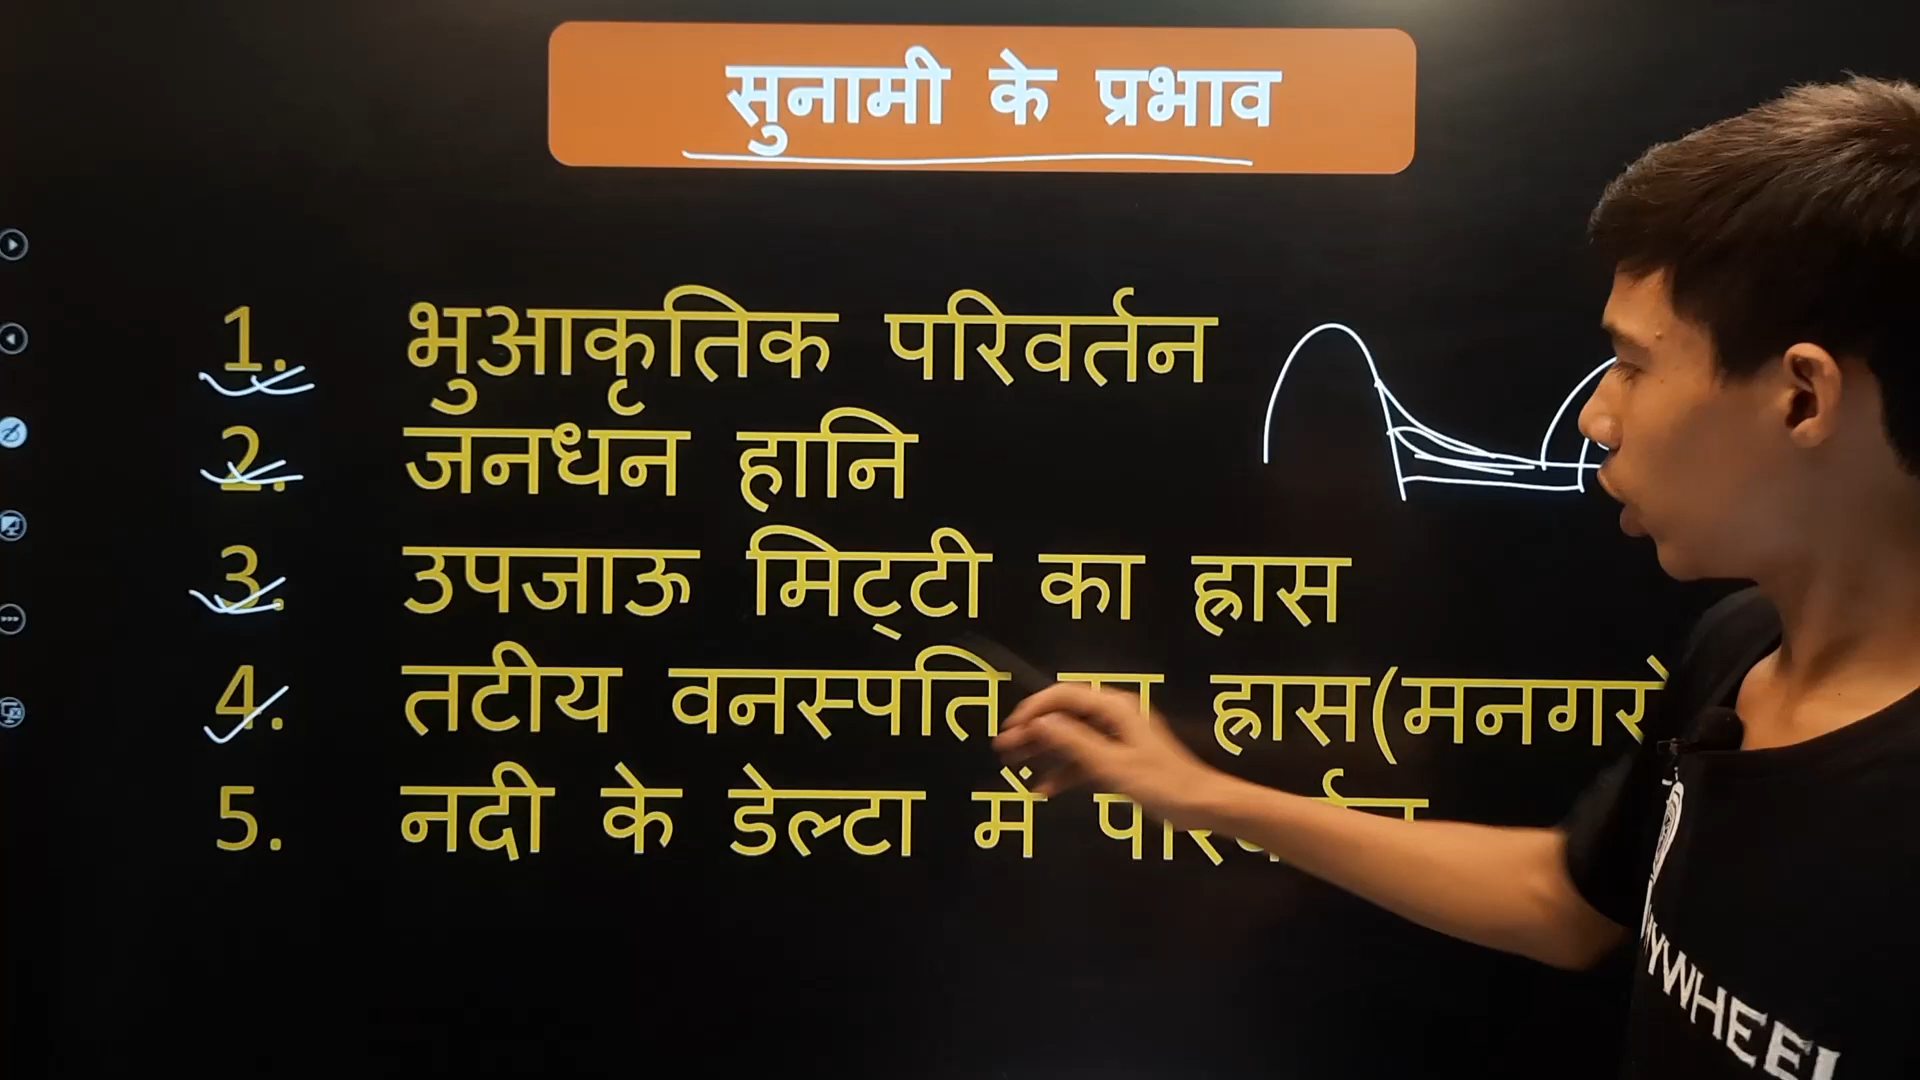 सुनामी के प्रभाव
1. भुआकृतिक परिवर्तन
2. जनधन हानि
3. उपजाऊ मिट्टी का ह्रास
4. तटीय वनस्पति ह्रास(मनगरो
5. नदी के डेल्टा में